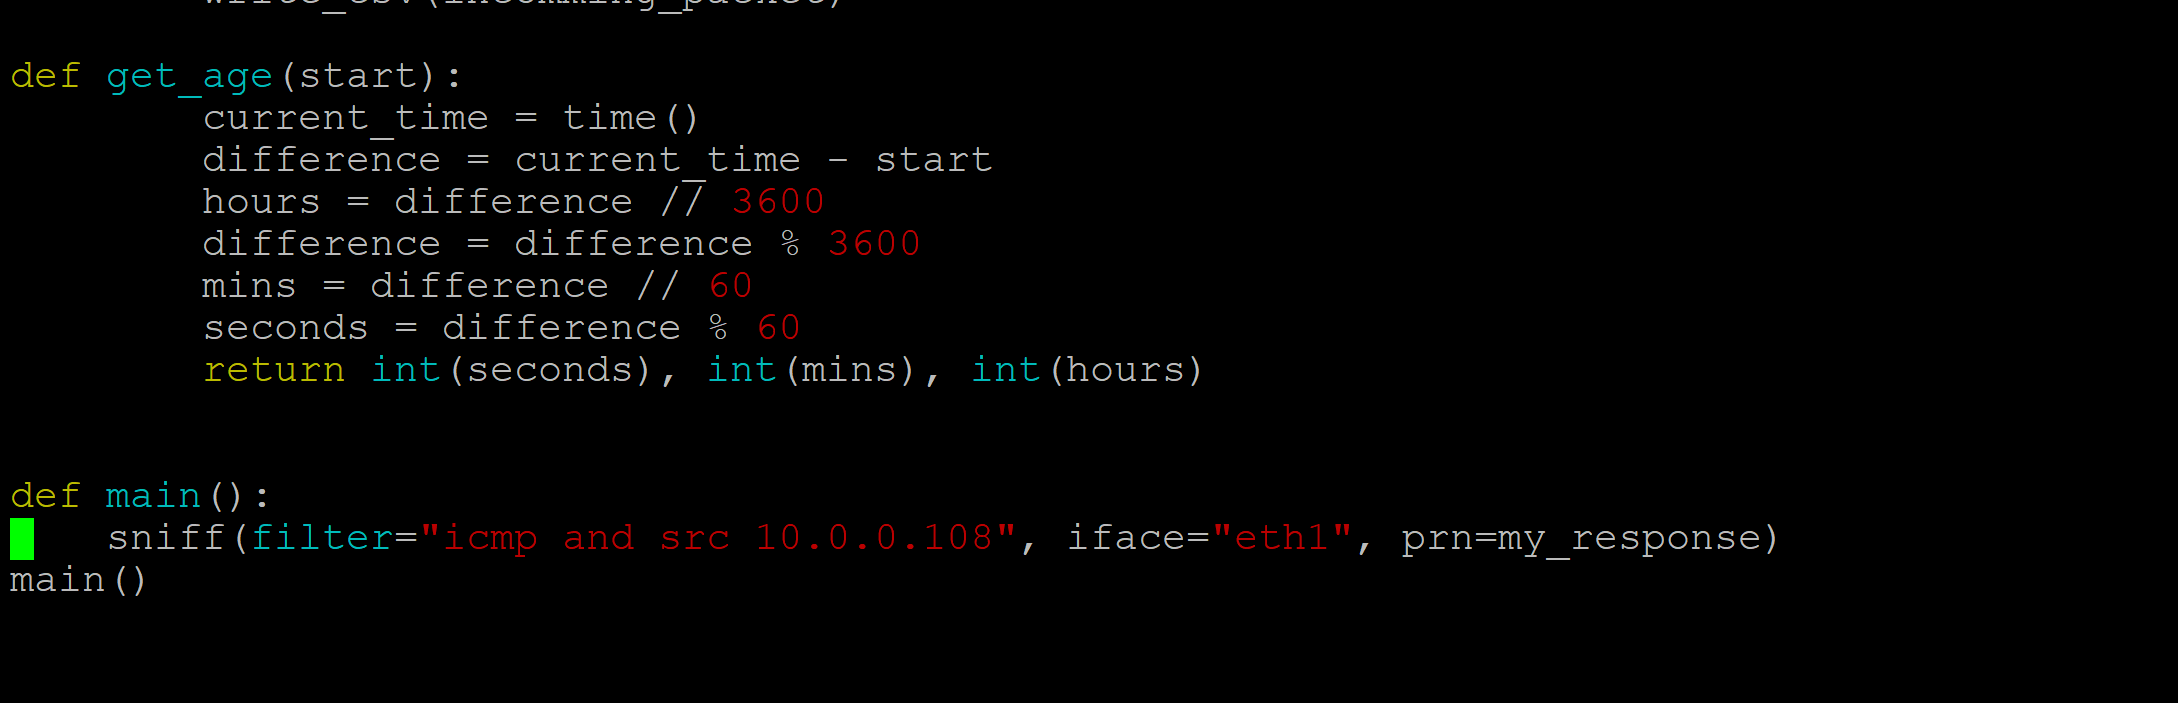 def get_age(start):
        current_time = time()
        difference = current_time - start
        hours = difference // 3600
        difference = difference % 3600
        mins = difference // 60
        seconds = difference % 60
        return int(seconds), int(mins), int(hours)
def main():
    sniff(filter="icmp and src 10.0.0.108", iface="eth1", prn=my_response)
main()